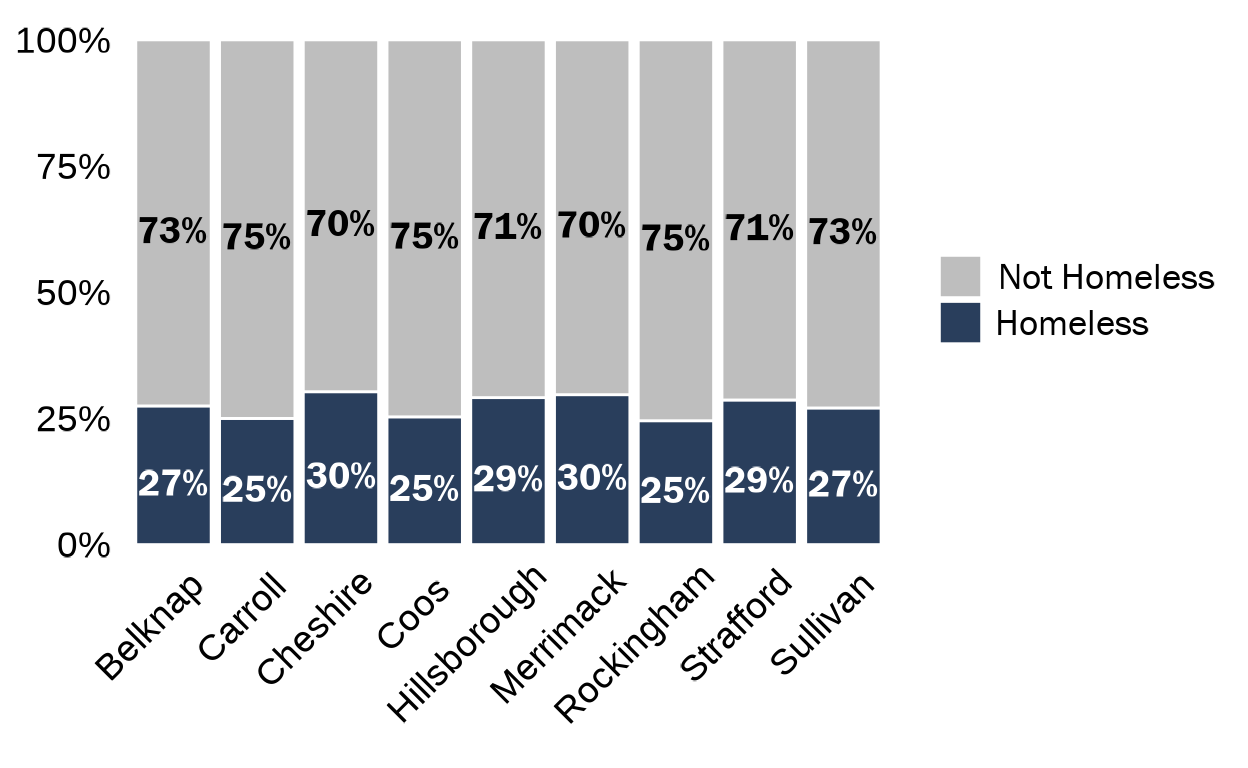 100%
75%
50%
25%
0%
73% 75% 70% 75% 71% 70% 75% 71% 73%
27% 25% 30% 25% 29% 30% 25% 29% 27%
Belknap
Carroll
Cheshire
Coos
Hillsborough
Merrimack
Rockingham
Strafford
Sullivan
Not Homeless
Homeless